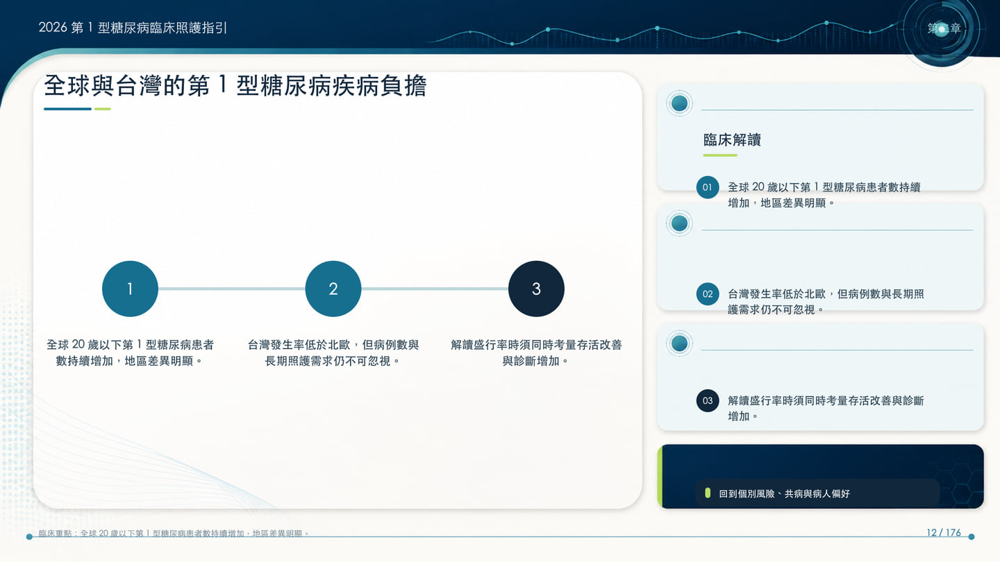 2026 第 1 型糖尿病臨床照護指引
全球與台灣的第 1 型糖尿病疾病負擔
1
2
3
全球 20 歲以下第 1 型糖尿病患者
數持續增加，地區差異明顯。
台灣發生率低於北歐，但病例數與
長期照護需求仍不可忽視。
解讀盛行率時須同時考量存活改善
與診斷增加。
臨床解讀
01
全球 20 歲以下第 1 型糖尿病患者數持續
增加，地區差異明顯。
02
台灣發生率低於北歐，但病例數與長期照
護需求仍不可忽視。
03
解讀盛行率時須同時考量存活改善與診斷
增加。
回到個別風險、共病與病人偏好
臨床重點：全球 20 歲以下第 1 型糖尿病患者數持續增加，地區差異明顯。
12 / 176